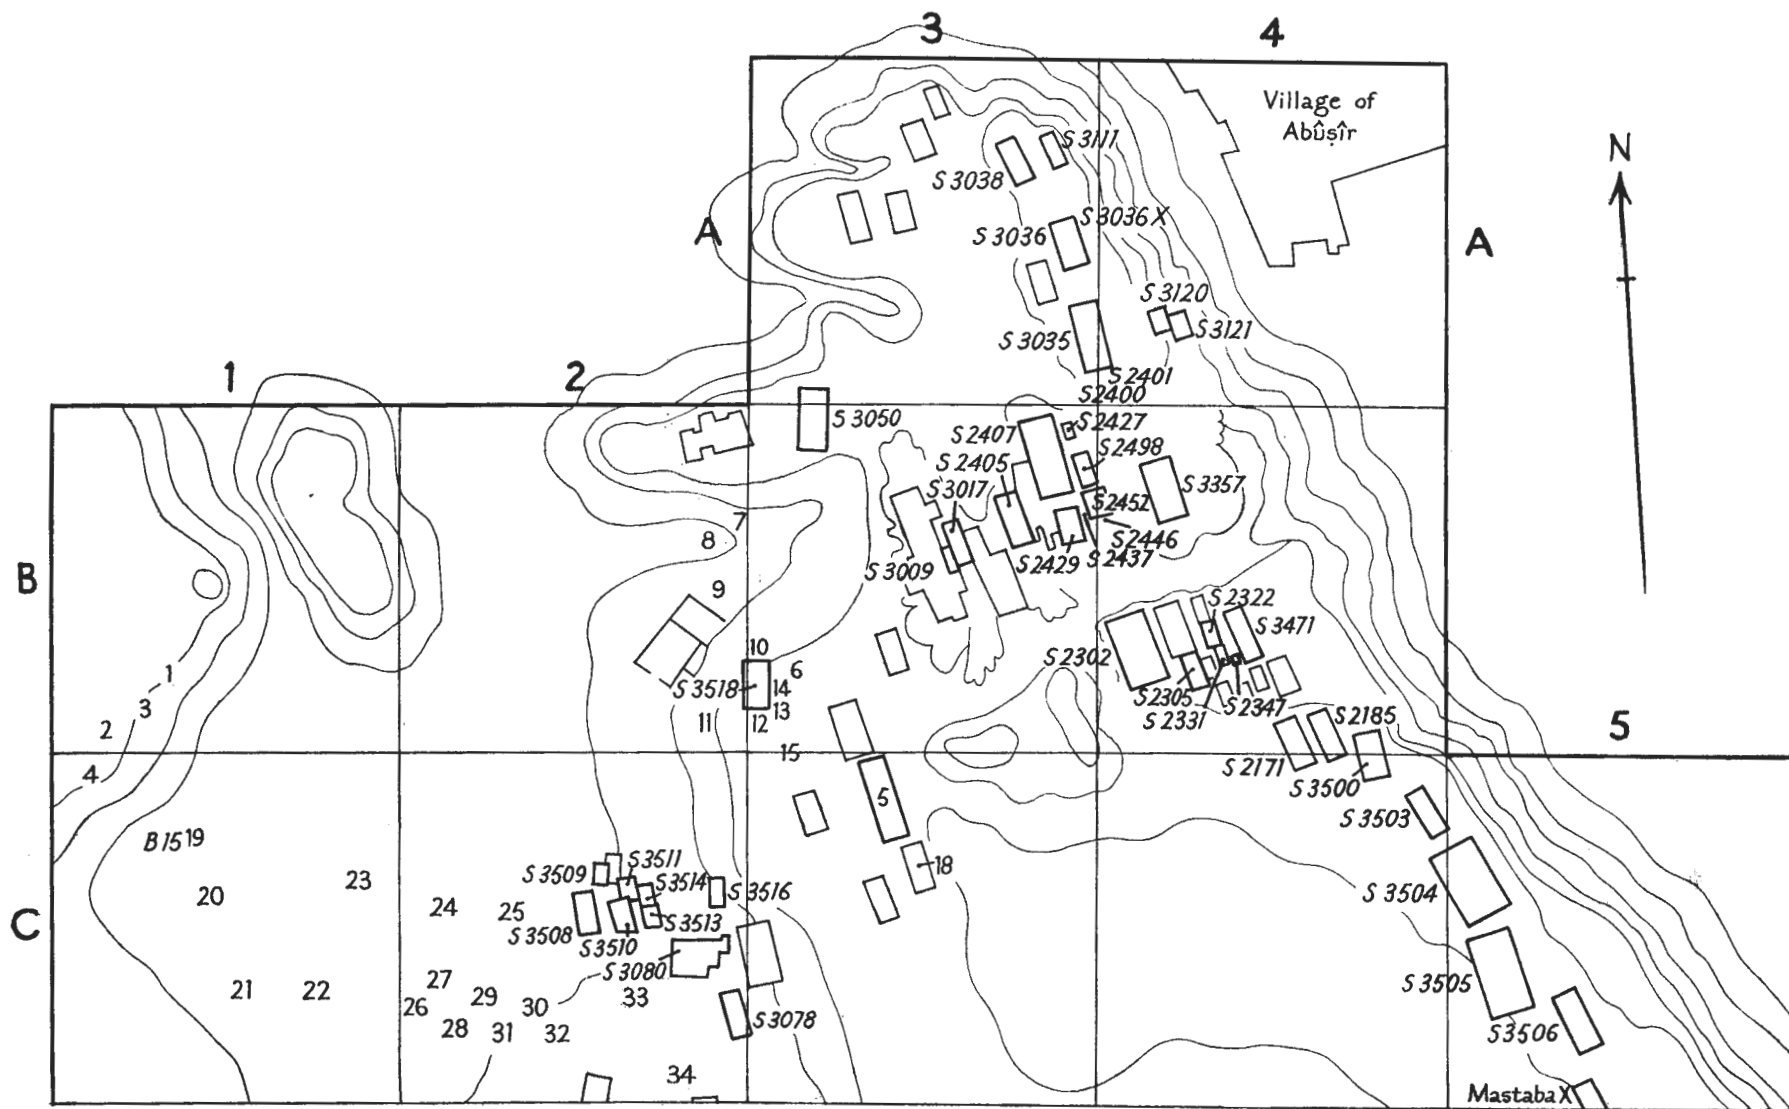 3
4
Village of
Abûṣîr
N
S 3111
S 3038
A
S 3036 X
S 3036
A
S 3120
S 3121
S 3035
S 2401
1
2
S 2400
S 3050
S 2427
S 2407
S 2498
S 2405
S 3017
S 3357
S 2452
7
8
S 2446
S 2437
S 2429
S 3009
B
9
S 2322
S 3471
10
S 2302
6
S 3518
14
13
12
11
S 2305
S 2347
S 2331
1
3
2
S 2185
5
15
4
S 2171
S 3500
5
S 3503
B 15
19
18
S 3511
S 3509
S 3514
S 3516
23
20
S 3504
24
25
S 3513
S 3508
S 3510
C
S 3080
27
21
22
S 3505
26
29
30
33
28
31
32
S 3078
S 3506
34
Mastaba X